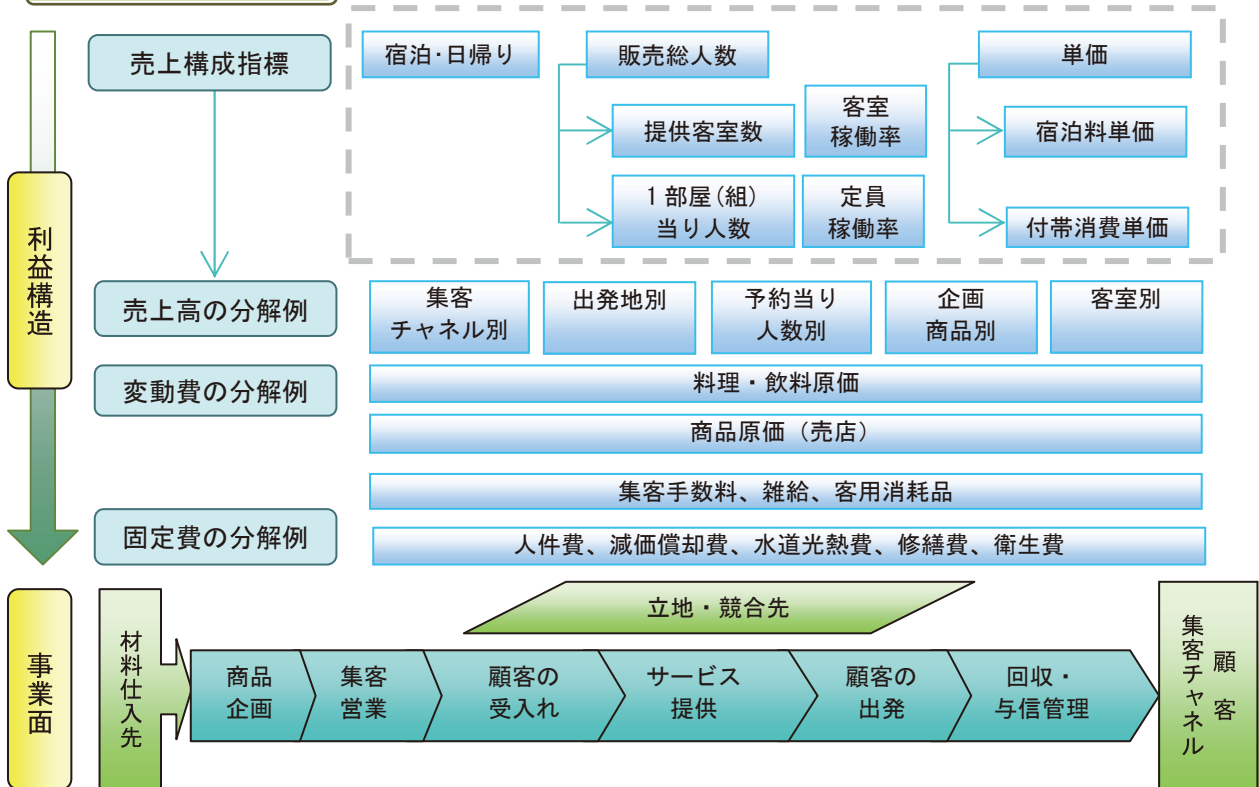 売上構成指標
宿泊・日帰り
販売総人数
単価
提供客室数
客室
稼働率
宿泊料単価
1部屋(組)
当り人数
定員
稼働率
付帯消費単価
利益構造
売上高の分解例
集客
チャネル別
出発地別
予約当り
人数別
企画
商品別
客室別
変動費の分解例
料理・飲料原価
商品原価（売店）
集客手数料、雑給、客用消耗品
固定費の分解例
人件費、減価償却費、水道光熱費、修繕費、衛生費
事業面
材料仕入先
立地・競合先
商品
企画
集客
営業
顧客の
受入れ
サービス
提供
顧客の
出発
回収・
与信管理
顧客
集客チャネル